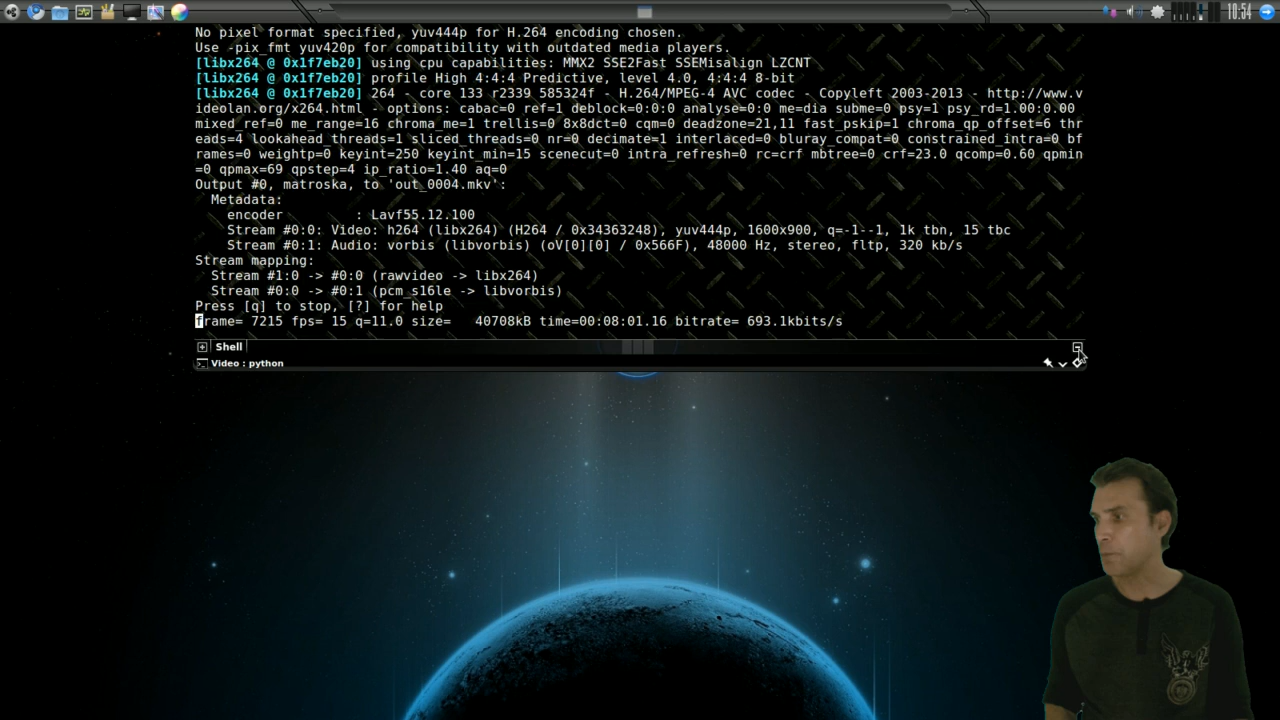 10:54
No pixel format specified, yuv444p for H.264 encoding chosen.
Use -pix_fmt yuv420p for compatibility with outdated media players.
[libx264 @ 0x1f7eb20] using cpu capabilities: MMX2 SSE2Fast SSEMisalign LZCNT
[libx264 @ 0x1f7eb20] profile High 4:4:4 Predictive, level 4.0, 4:4:4 8-bit
[libx264 @ 0x1f7eb20] 264 - core 133 r2339 585324f - H.264/MPEG-4 AVC codec - Copyleft 2003-2013 - http://www.v
ideolan.org/x264.html - options: cabac=0 ref=1 deblock=0:0:0 analyse=0:0 me=dia subme=0 psy=1 psy_rd=1.00:0.00
mixed_ref=0 me_range=16 chroma_me=1 trellis=0 8x8dct=0 cqm=0 deadzone=21,11 fast_pskip=1 chroma_qp_offset=6 thr
eads=4 lookahead_threads=1 sliced_threads=0 nr=0 decimate=1 interlaced=0 bluray_compat=0 constrained_intra=0 bf
rames=0 weightp=0 keyint=250 keyint_min=15 scenecut=0 intra_refresh=0 rc=crf mbtree=0 crf=23.0 qcomp=0.60 qpmin
=0 qpmax=69 qpstep=4 ip_ratio=1.40 aq=0
Output #0, matroska, to 'out_0004.mkv':
Metadata:
encoder : Lavf55.12.100
Stream #0:0: Video: h264 (libx264) (H264 / 0x34363248), yuv444p, 1600x900, q=-1--1, 1k tbn, 15 tbc
Stream #0:1: Audio: vorbis (libvorbis) (oV[0][0] / 0x566F), 48000 Hz, stereo, fltp, 320 kb/s
Stream mapping:
Stream #1:0 -> #0:0 (rawvideo -> libx264)
Stream #0:0 -> #0:1 (pcm_s16le -> libvorbis)
Press [q] to stop, [?] for help
frame= 7215 fps= 15 q=11.0 size= 40708kB time=00:08:01.16 bitrate= 693.1kbits/s
Shell
Video : python